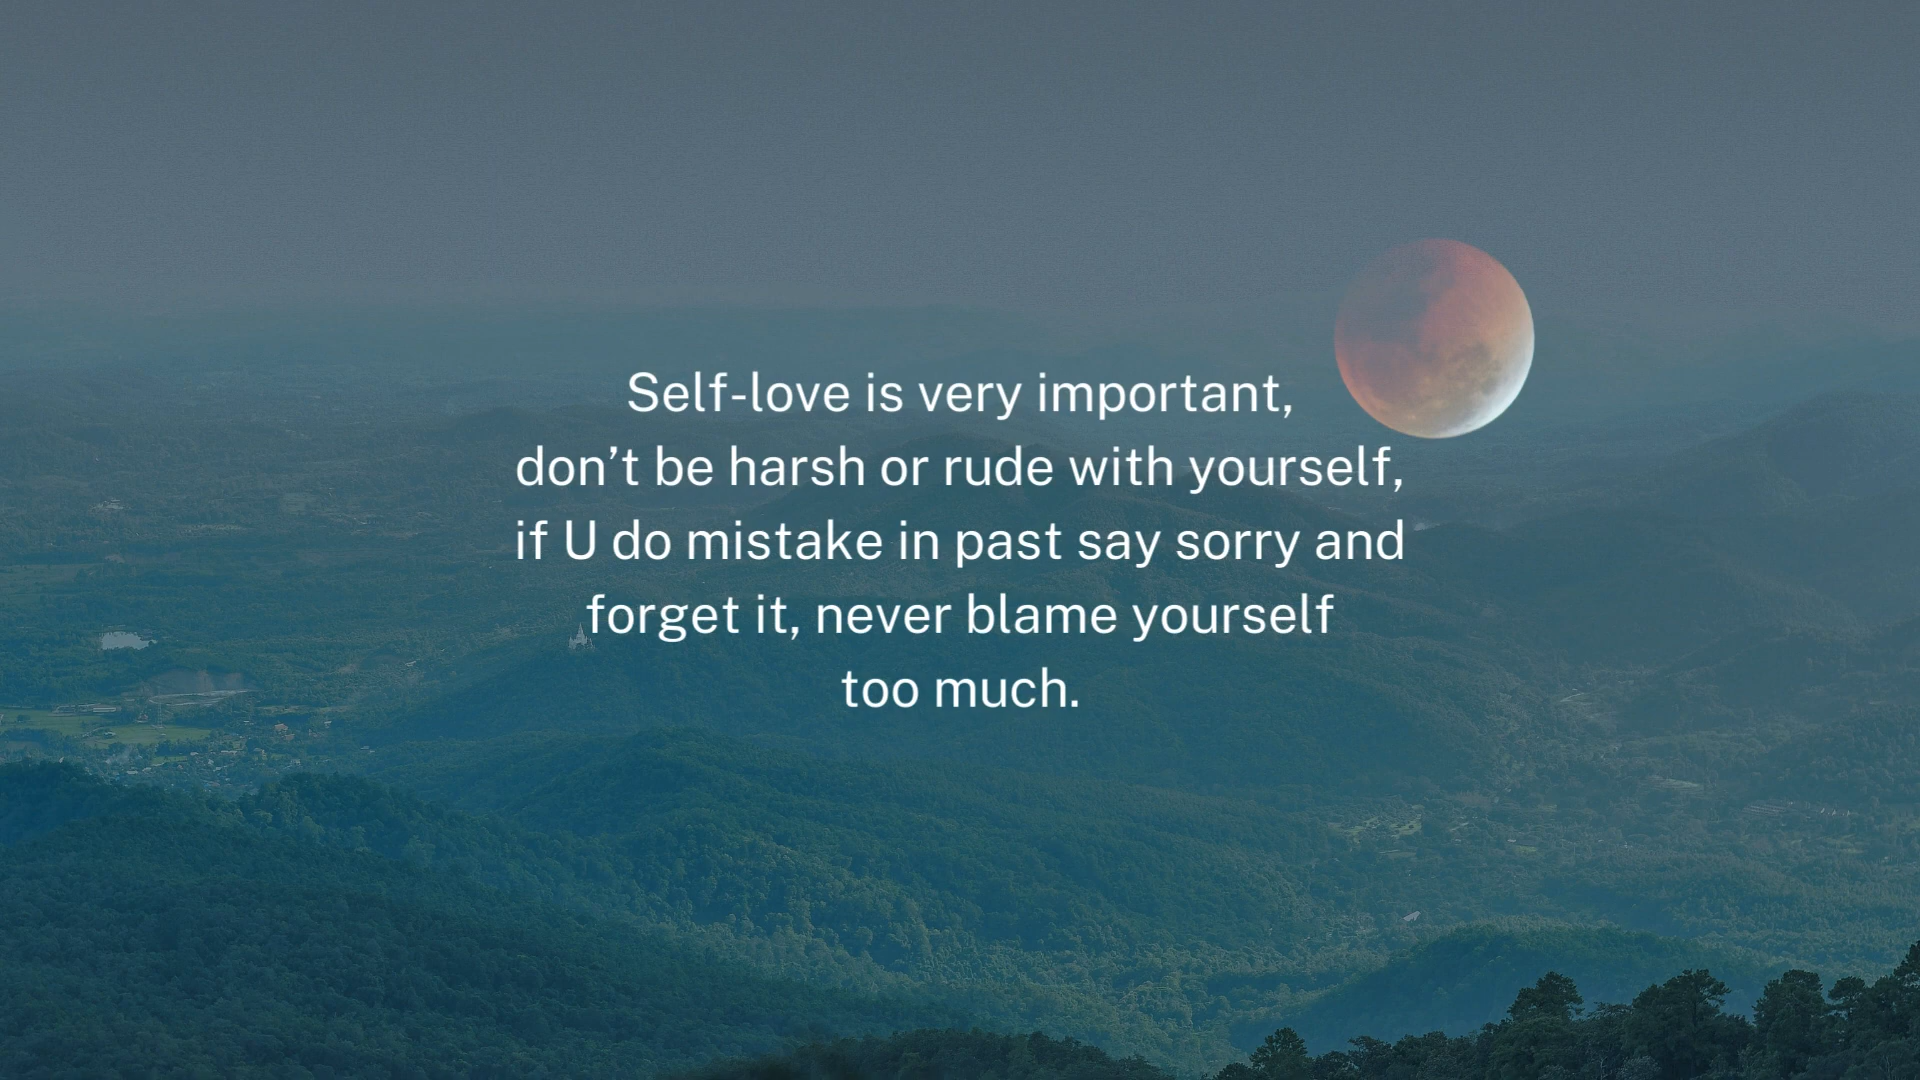 Self-love is very important,
don’t be harsh or rude with yourself,
if U do mistake in past say sorry and
forget it, never blame yourself
too much.